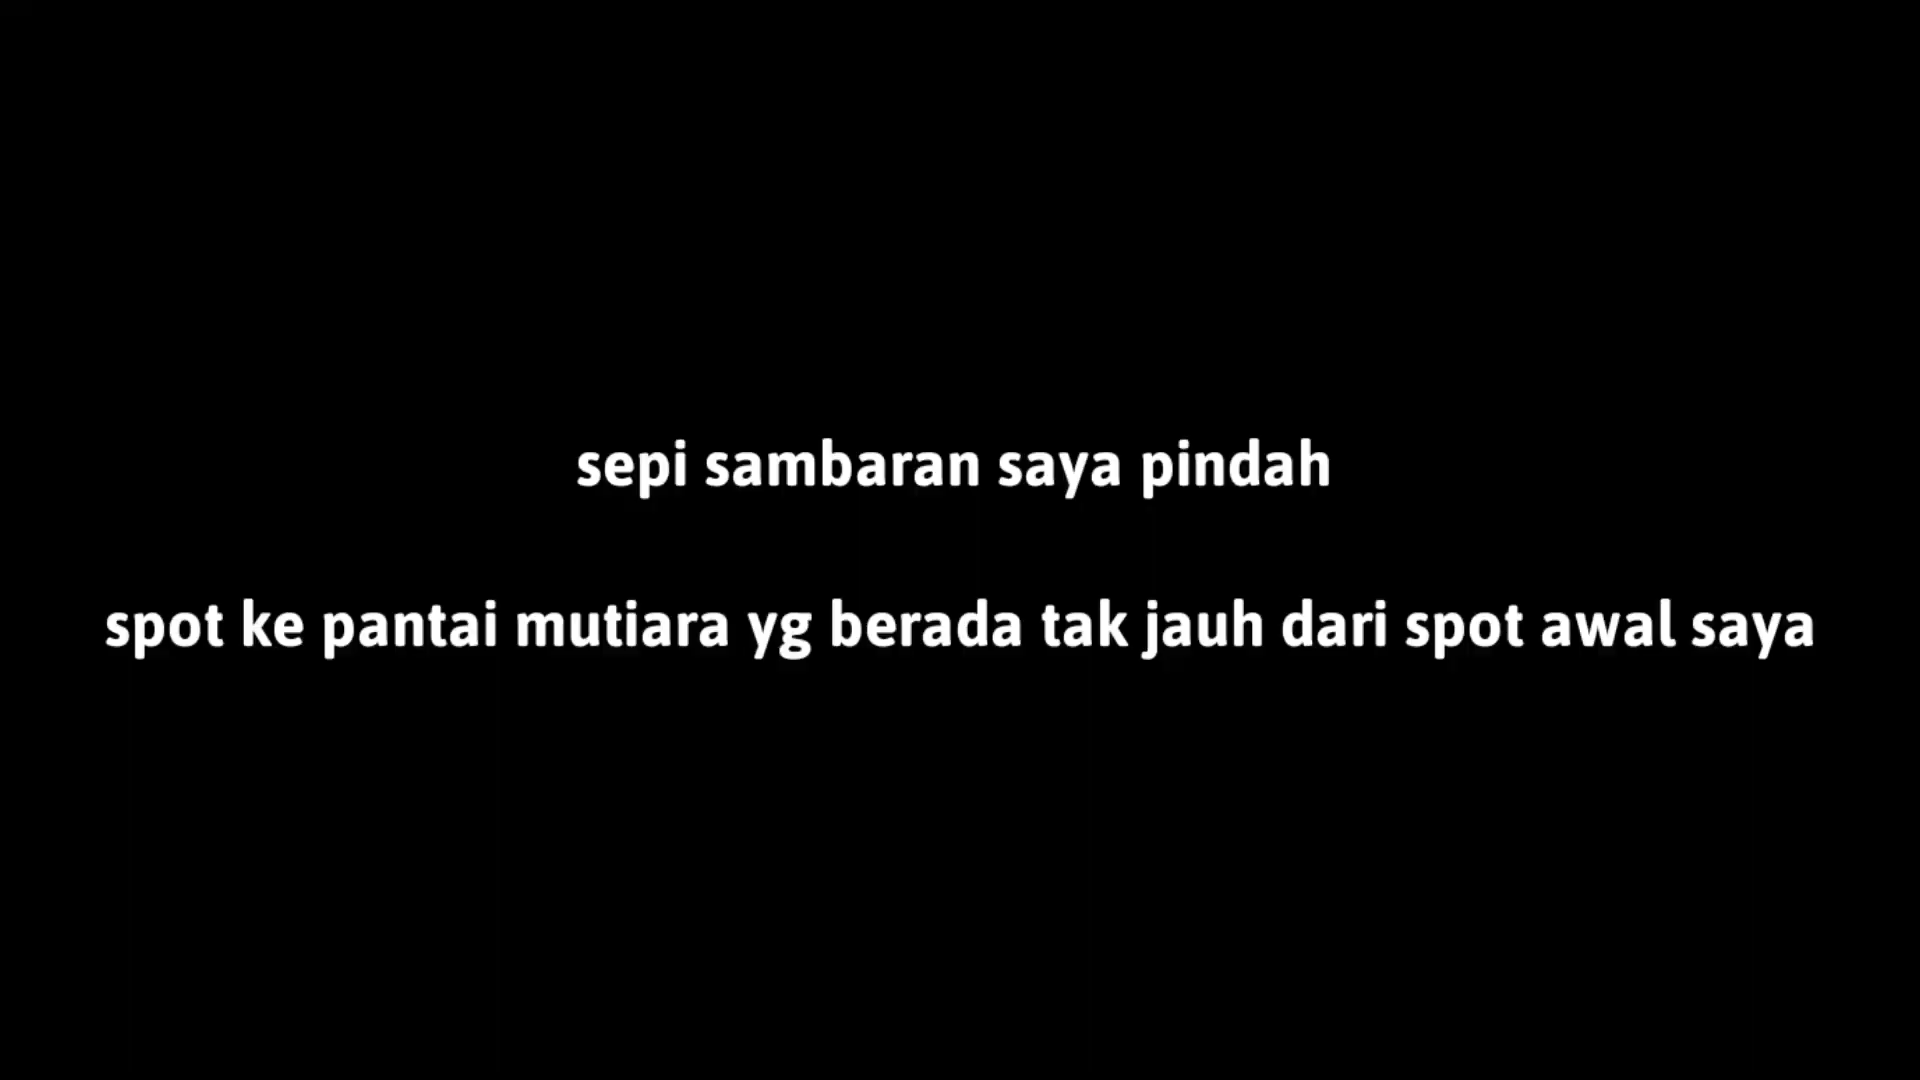 sepi sambaran saya pindah
spot ke pantai mutiara yg berada tak jauh dari spot awal saya